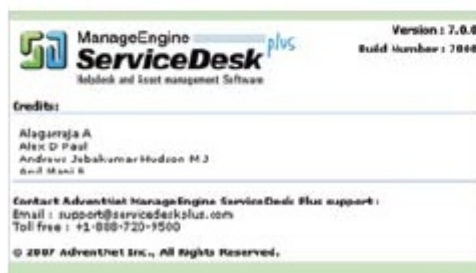 ManageEngine
ServiceDesk plus
Helpdesk and Asset management Software
Version : 7.0.0
Build Number : 7000
Credits:
Alagarraja A
Alex D Paul
Andrews Jebakumar Hudson M J
Anil Mani R
Contact AdventNet ManageEngine ServiceDesk Plus support :
Email : support@servicedeskplus.com
Toll free : +1-888-720-9500
© 2007 AdventNet Inc., All Rights Reserved.